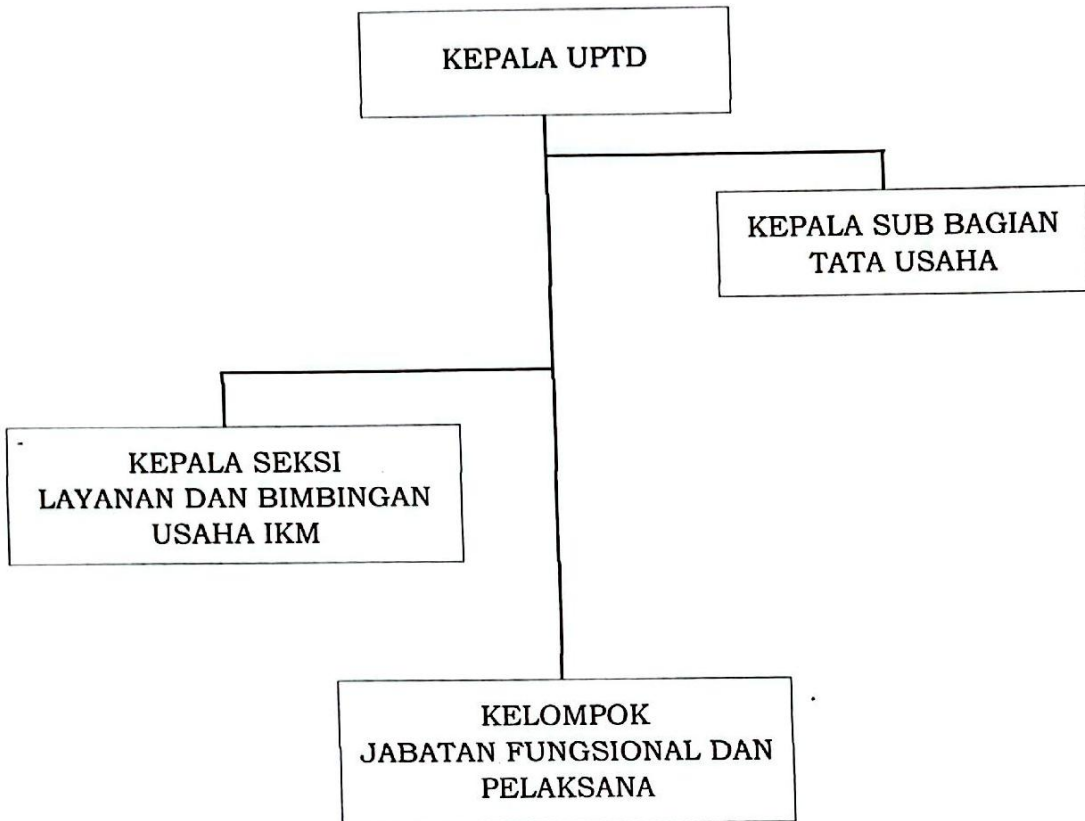 KEPALA UPTD
KEPALA SUB BAGIAN
TATA USAHA
KEPALA SEKSI
LAYANAN DAN BIMBINGAN
USAHA IKM
KELOMPOK
JABATAN FUNGSIONAL DAN
PELAKSANA